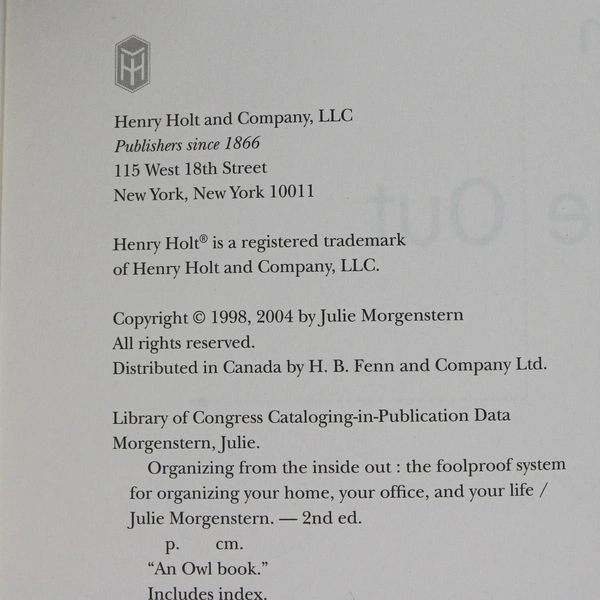 Henry Holt and Company, LLC
Publishers since 1866
115 West 18th Street
New York, New York 10011
Henry Holt® is a registered trademark
of Henry Holt and Company, LLC.
Copyright © 1998, 2004 by Julie Morgenstern
All rights reserved.
Distributed in Canada by H. B. Fenn and Company Ltd.
Library of Congress Cataloging-in-Publication Data
Morgenstern, Julie.
Organizing from the inside out : the foolproof system
for organizing your home, your office, and your life /
Julie Morgenstern. — 2nd ed.
p. cm.
“An Owl book.”
Includes index.